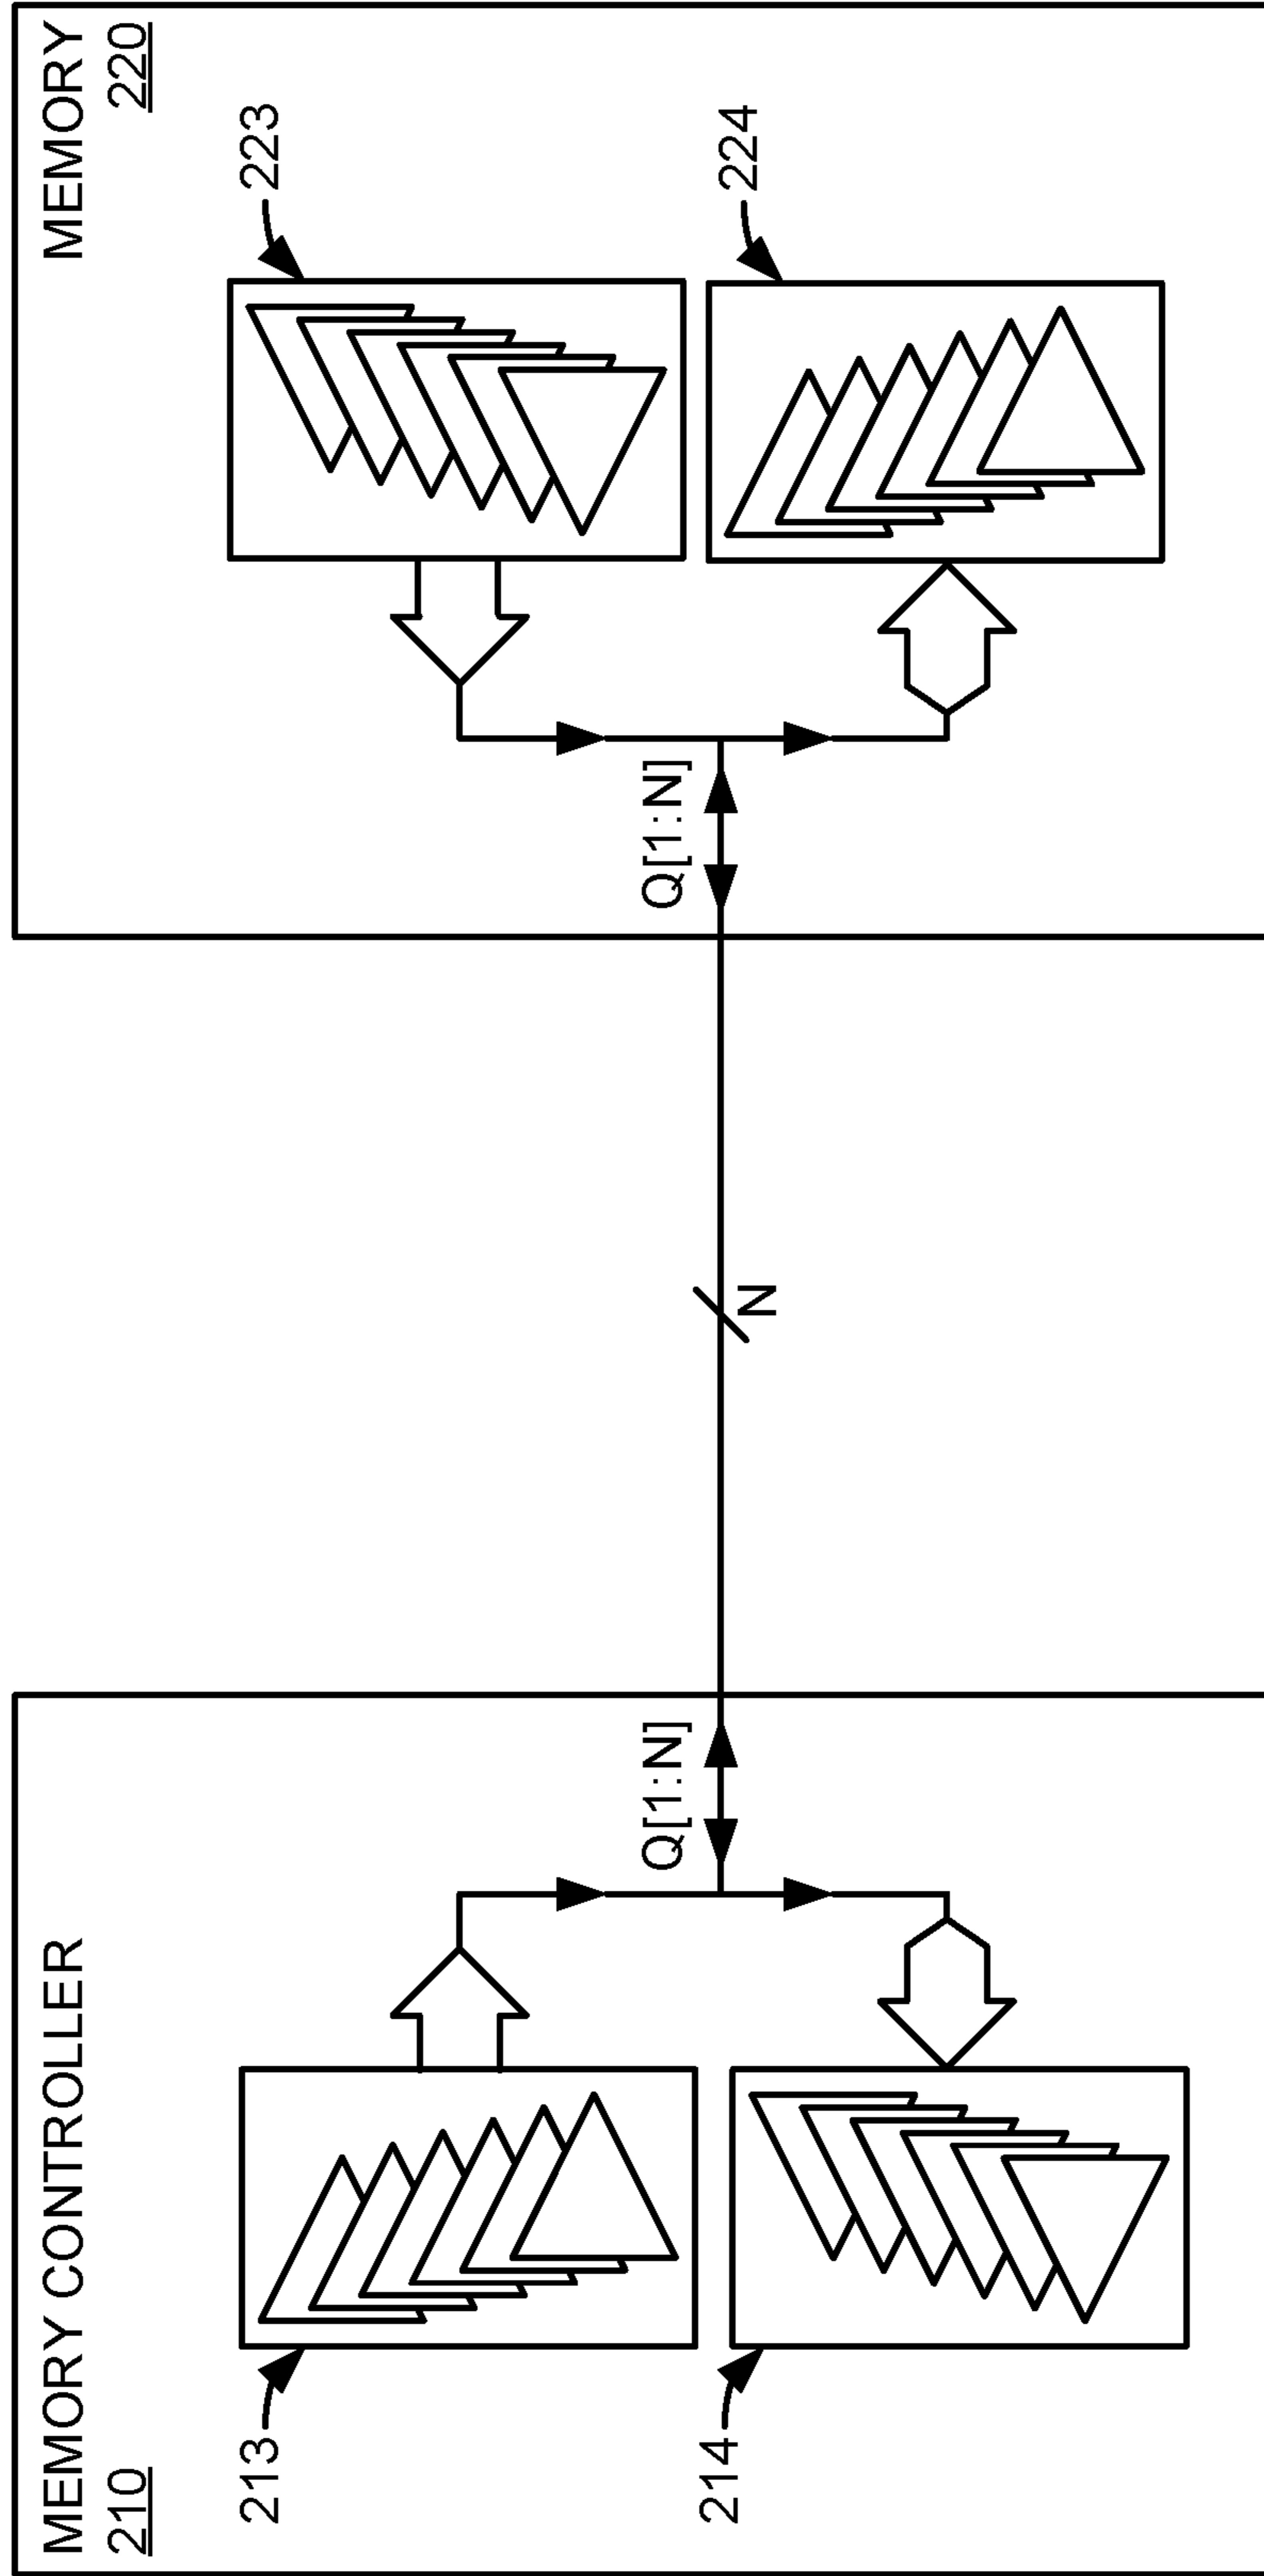 MEMORY CONTROLLER
210
213
214
Q[1:N]
N
Q[1:N]
MEMORY
220
223
224